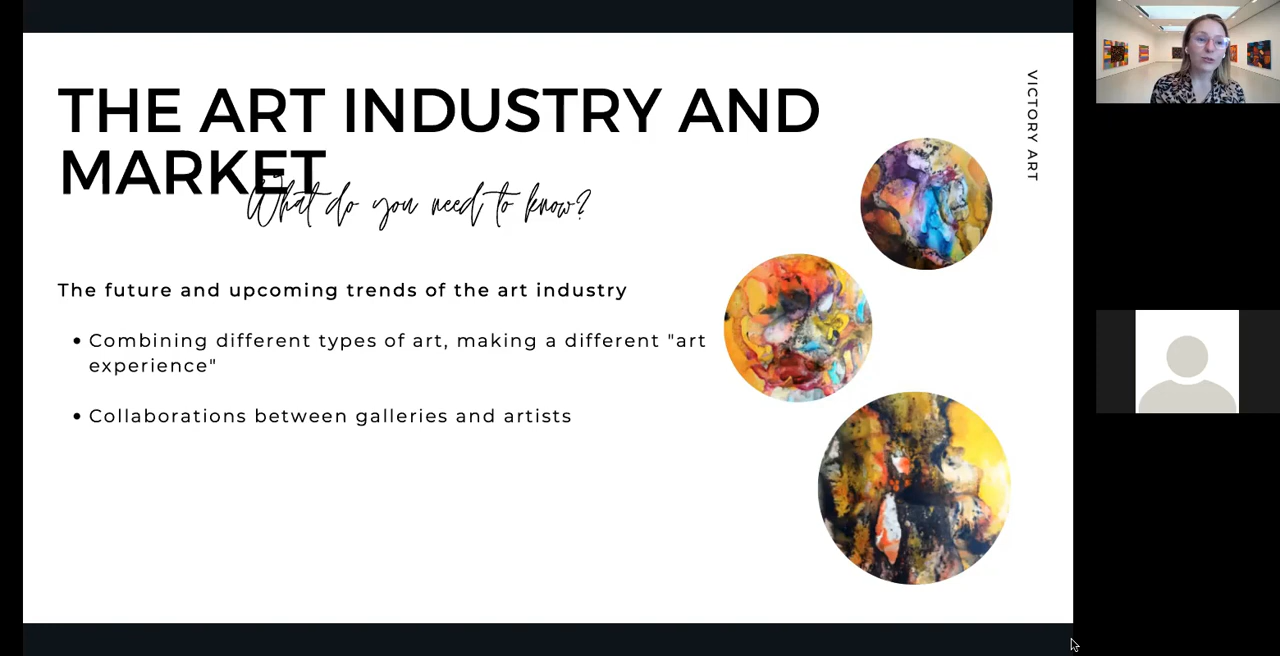 THE ART INDUSTRY AND
MARKET
What do you need to know?
VICTORY ART
The future and upcoming trends of the art industry
• Combining different types of art, making a different "art
experience"
• Collaborations between galleries and artists